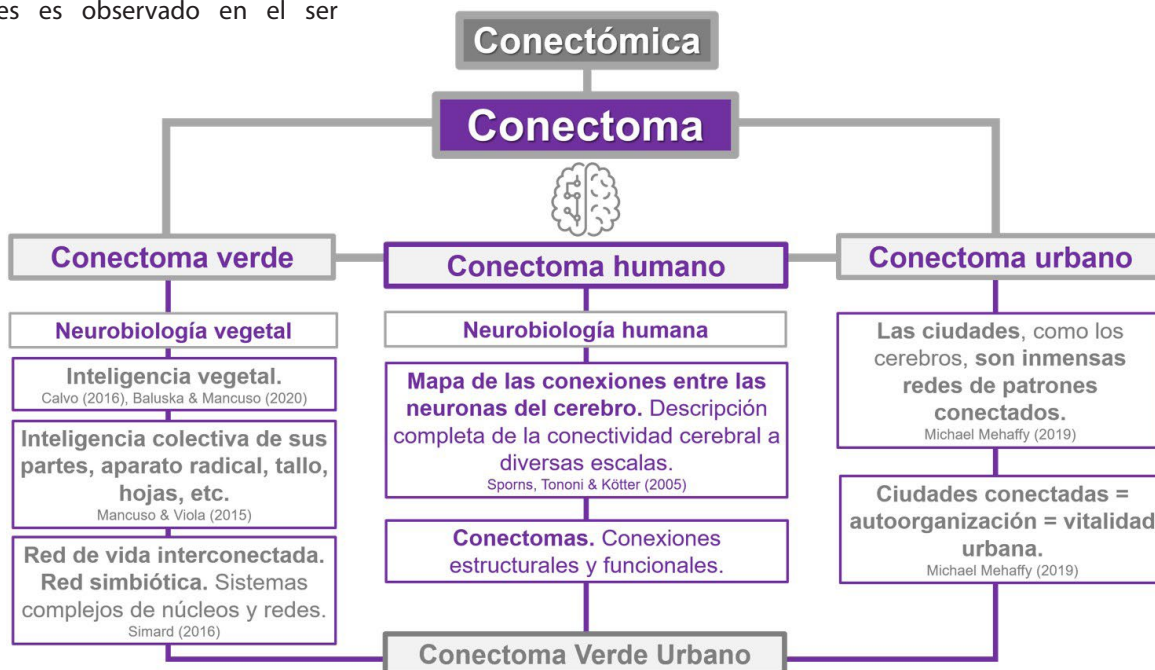 es es observado en el ser
Conectómica
Conectoma
Conectoma verde
Neurobiología vegetal
Inteligencia vegetal.
Calvo (2016), Baluska & Mancuso (2020)
Inteligencia colectiva de sus
partes, aparato radical, tallo,
hojas, etc.
Mancuso & Viola (2015)
Red de vida interconectada.
Red simbiótica. Sistemas
complejos de núcleos y redes.
Simard (2016)
Conectoma humano
Neurobiología humana
Mapa de las conexiones entre las
neuronas del cerebro. Descripción
completa de la conectividad cerebral a
diversas escalas.
Sporns, Tononi & Kötter (2005)
Conectomas. Conexiones
estructurales y funcionales.
Conectoma urbano
Las ciudades, como los
cerebros, son inmensas
redes de patrones
conectados.
Michael Mehaffy (2019)
Ciudades conectadas =
autoorganización = vitalidad
urbana.
Michael Mehaffy (2019)
Conectoma Verde Urbano